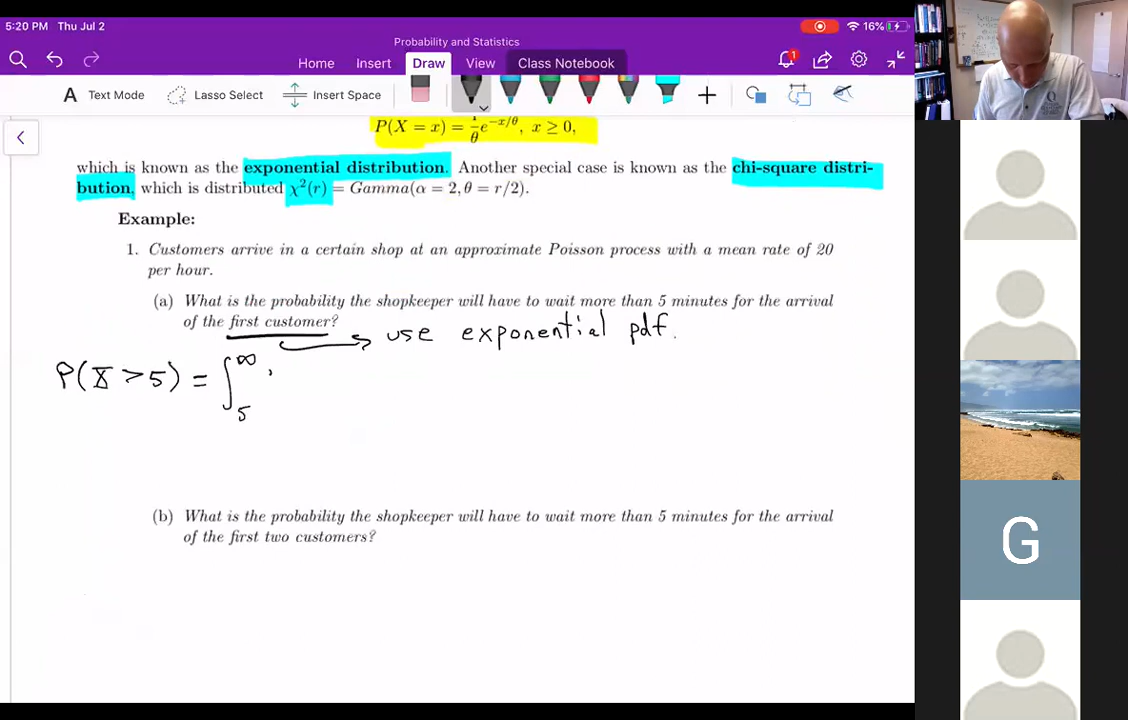 5:20 PM Thu Jul 2
16%
Probability and Statistics
Home Insert Draw View Class Notebook
1
A Text Mode Lasso Select Insert Space
P(X = x) = 1/θ e^{−x/θ}, x ≥ 0,
which is known as the exponential distribution. Another special case is known as the chi-square distri-
bution, which is distributed χ²(r) = Gamma(α = 2, θ = r/2).
Example:
1. Customers arrive in a certain shop at an approximate Poisson process with a mean rate of 20
per hour.
(a) What is the probability the shopkeeper will have to wait more than 5 minutes for the arrival
of the first customer?
use exponential pdf.
P(X > 5) = ∫_5^∞
(b) What is the probability the shopkeeper will have to wait more than 5 minutes for the arrival
of the first two customers?
G